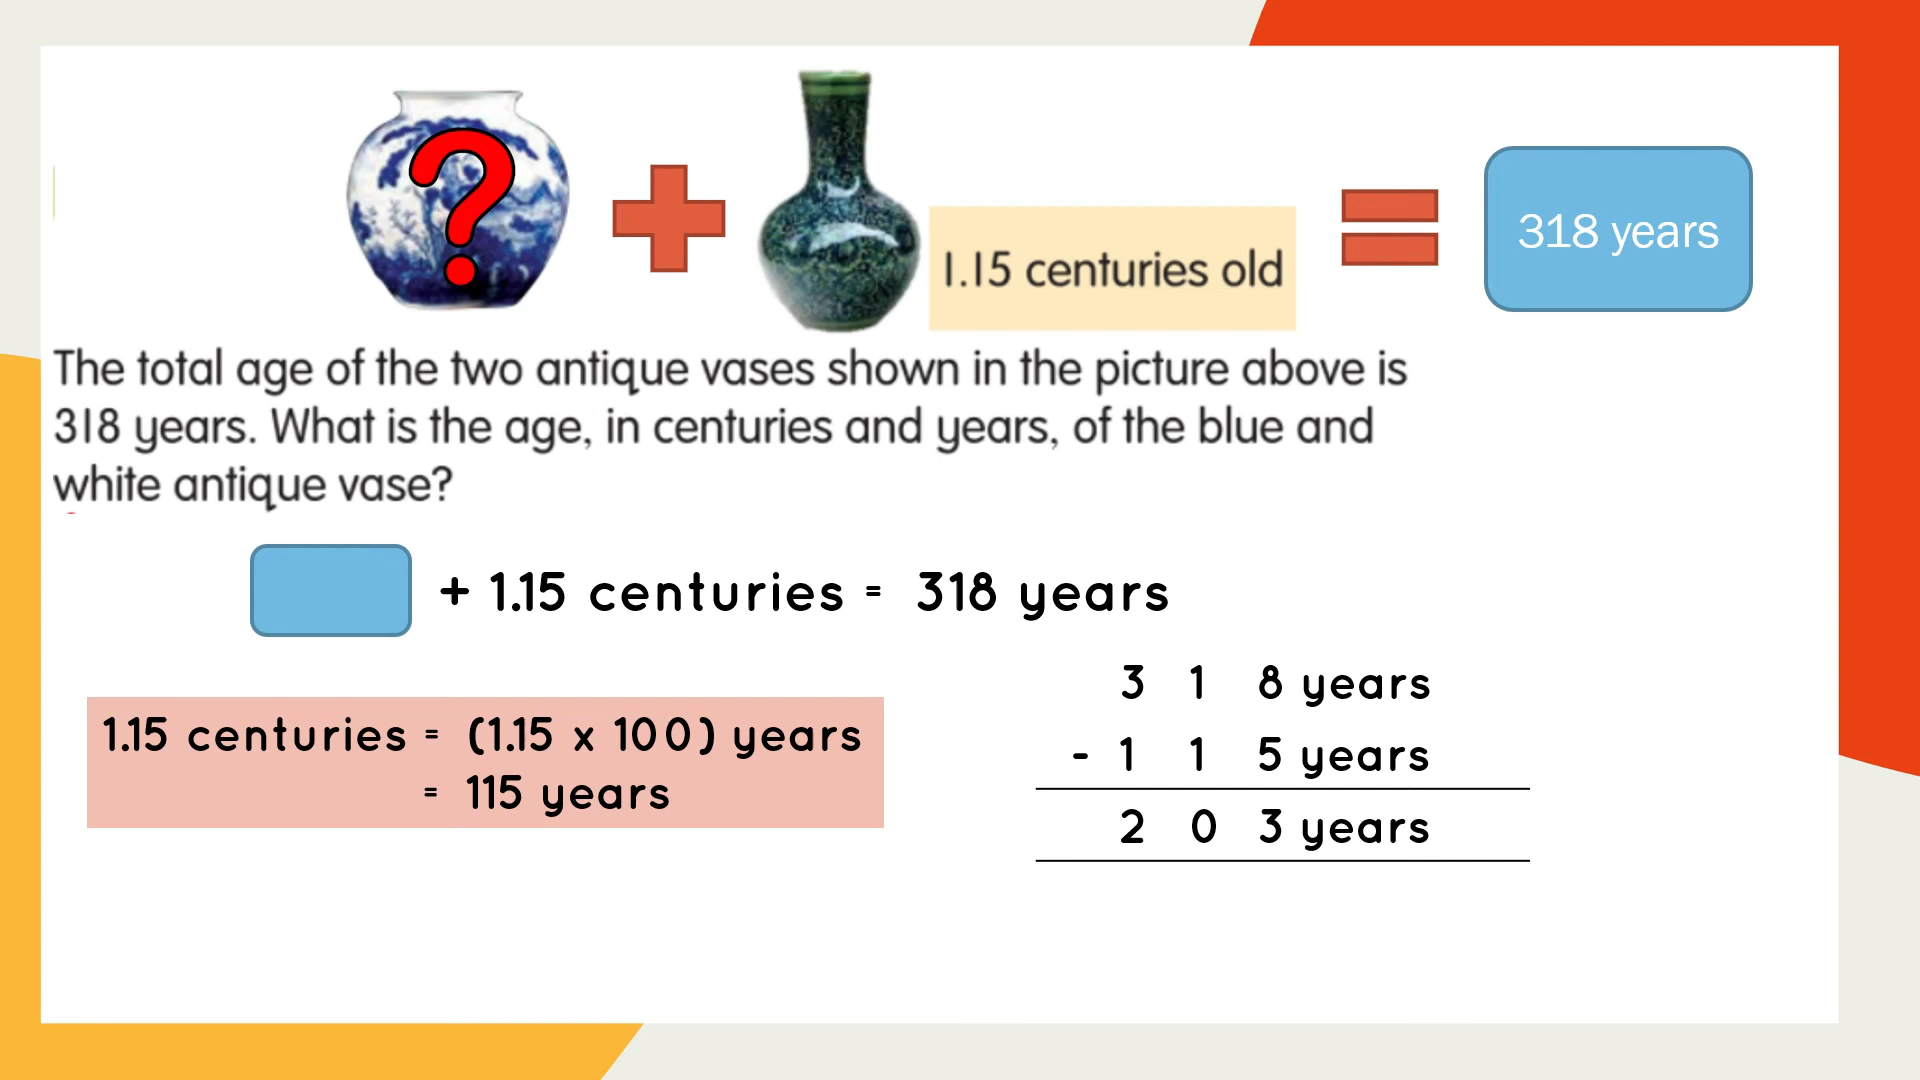 ?
1.15 centuries old
318 years
The total age of the two antique vases shown in the picture above is
318 years. What is the age, in centuries and years, of the blue and
white antique vase?
+ 1.15 centuries = 318 years
1.15 centuries = (1.15 x 100) years
= 115 years
3 1 8 years
- 1 1 5 years
2 0 3 years